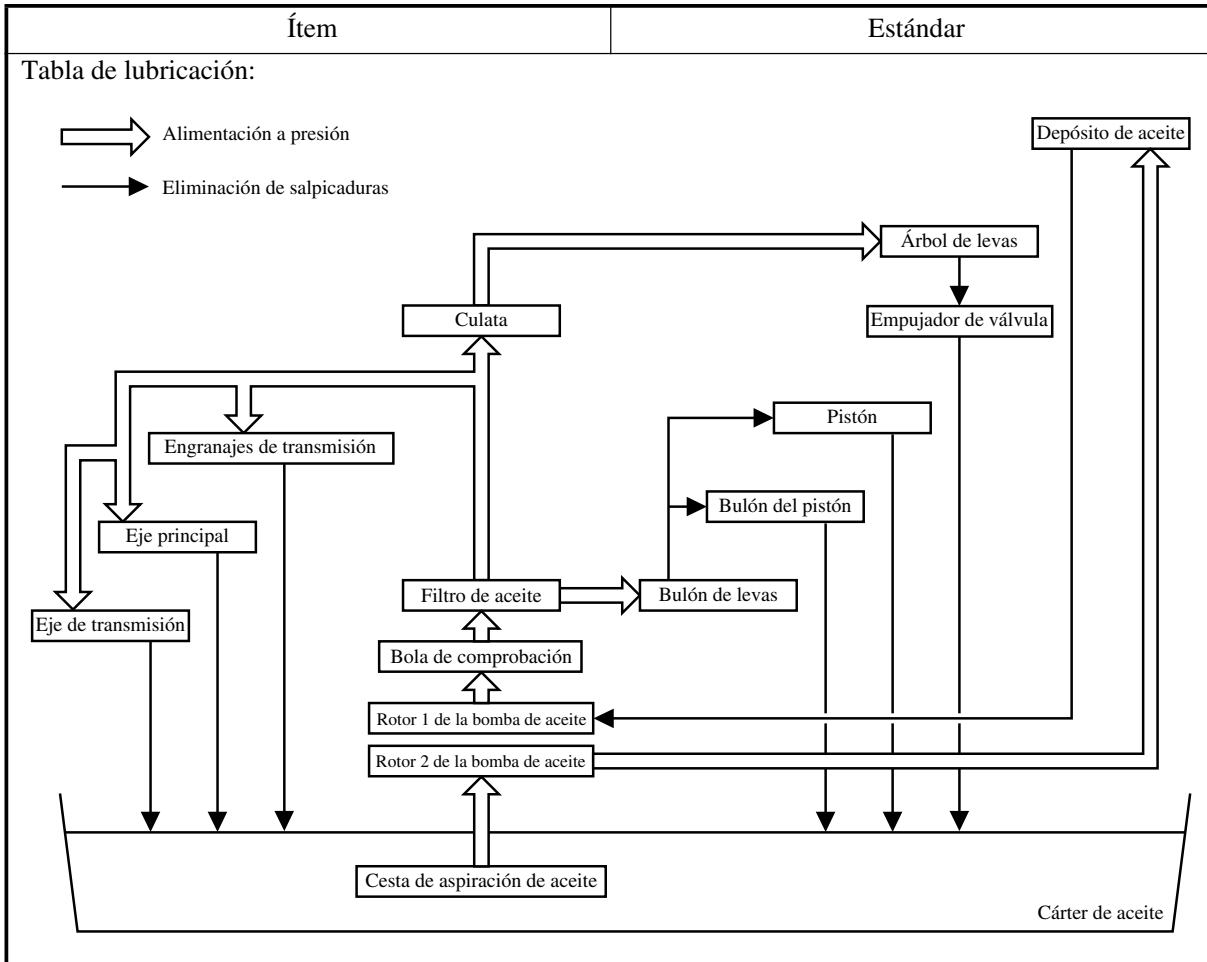 Ítem
Estándar
Tabla de lubricación:
Alimentación a presión
Depósito de aceite
Eliminación de salpicaduras
Árbol de levas
Culata
Empujador de válvula
Pistón
Engranajes de transmisión
Bulón del pistón
Eje principal
Filtro de aceite
Bulón de levas
Eje de transmisión
Bola de comprobación
Rotor 1 de la bomba de aceite
Rotor 2 de la bomba de aceite
Cesta de aspiración de aceite
Cárter de aceite